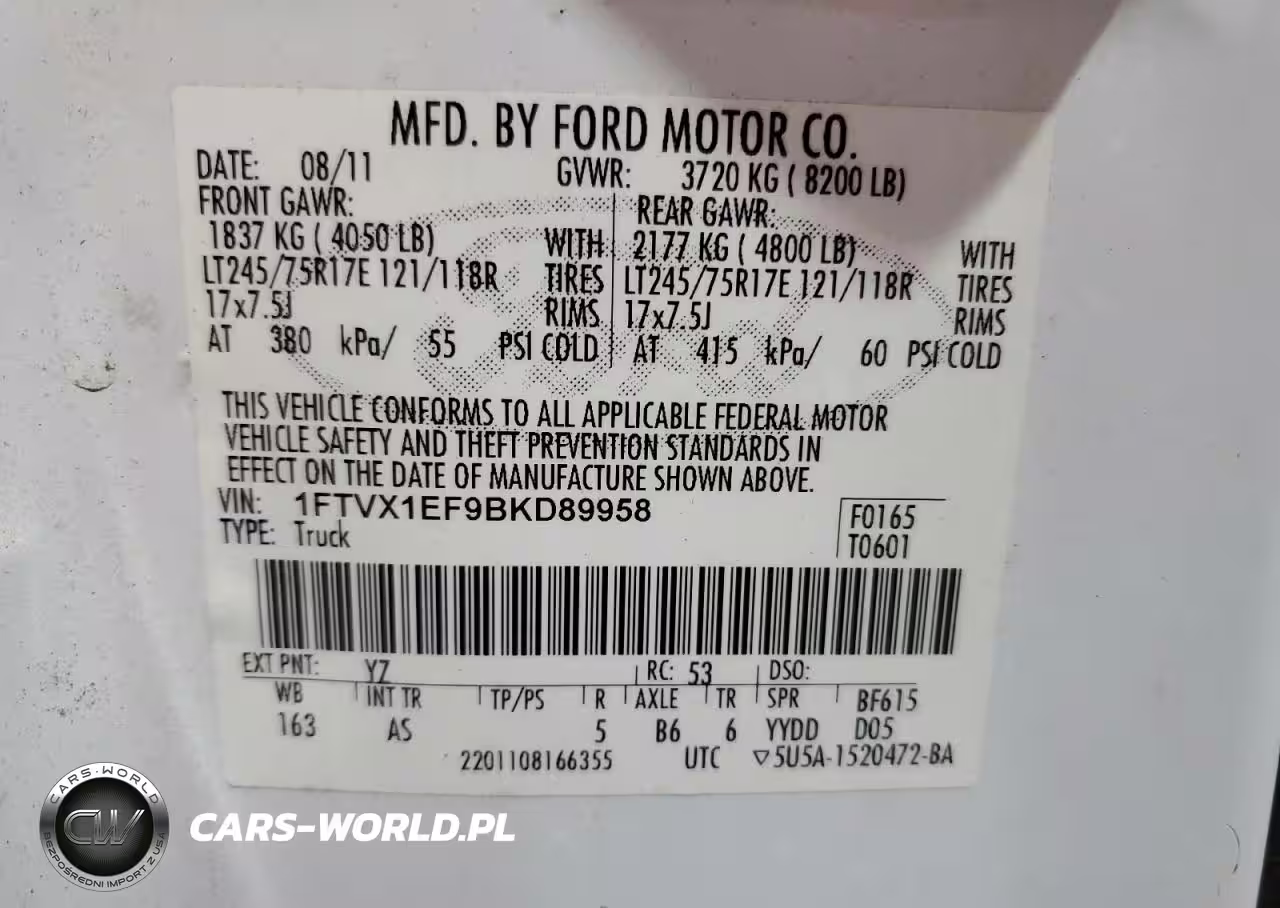 MFD. BY FORD MOTOR CO.
DATE: 08/11 GVWR: 3720 KG ( 8200 LB)
FRONT GAWR: REAR GAWR:
1837 KG ( 4050 LB) WITH 2177 KG ( 4800 LB) WITH
LT245/75R17E 121/118R TIRES LT245/75R17E 121/118R TIRES
17x7.5J RIMS 17x7.5J RIMS
AT 380 kPa/ 55 PSI COLD AT 415 kPa/ 60 PSI COLD
THIS VEHICLE CONFORMS TO ALL APPLICABLE FEDERAL MOTOR
VEHICLE SAFETY AND THEFT PREVENTION STANDARDS IN
EFFECT ON THE DATE OF MANUFACTURE SHOWN ABOVE.
VIN: 1FTVX1EF9BKD89958 F0165
TYPE: Truck T0601
EXT PNT: YZ RC: 53 DSO:
WB INT TR TP/PS R AXLE TR SPR BF615
163 AS 5 B6 6 YYDD D05
2201108166355 UTC ▽5U5A-1520472-BA
CARS-WORLD
CW
BEZPOŚREDNI IMPORT Z USA
CARS-WORLD.PL